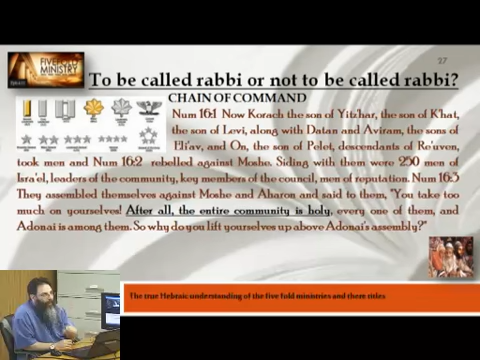 27
FIVEFOLD
MINISTRY
To be called rabbi or not to be called rabbi?
CHAIN OF COMMAND
Num 16:1 Now Korach the son of Yitz'har, the son of K'hat,
the son of Levi, along with Datan and Aviram, the sons of
Eli'av, and On, the son of Pelet, descendants of Re'uven,
took men and Num 16:2 rebelled against Moshe. Siding with them were 250 men of
Isra'el, leaders of the community, key members of the council, men of reputation. Num 16:3
They assembled themselves against Moshe and Aharon and said to them, "You take too
much on yourselves! After all, the entire community is holy, every one of them, and
Adonai is among them. So why do you lift yourselves up above Adonai's assembly?"
The true Hebraic understanding of the five fold ministries and there titles